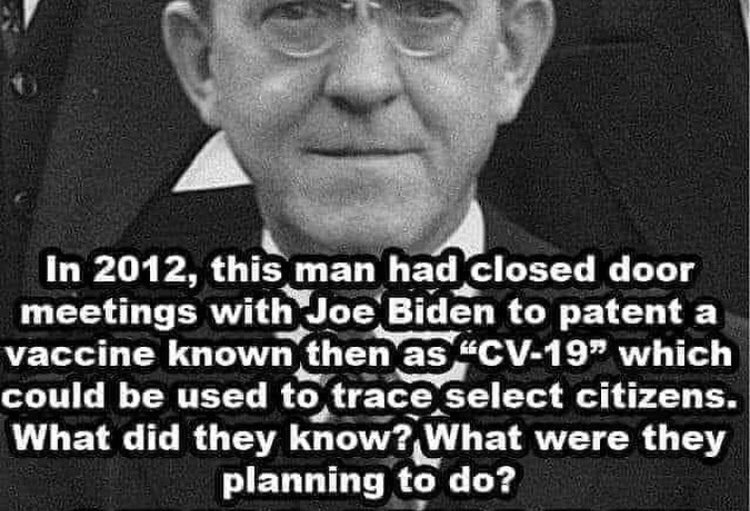 In 2012, this man had closed door
meetings with Joe Biden to patent a
vaccine known then as “CV-19” which
could be used to trace select citizens.
What did they know? What were they
planning to do?